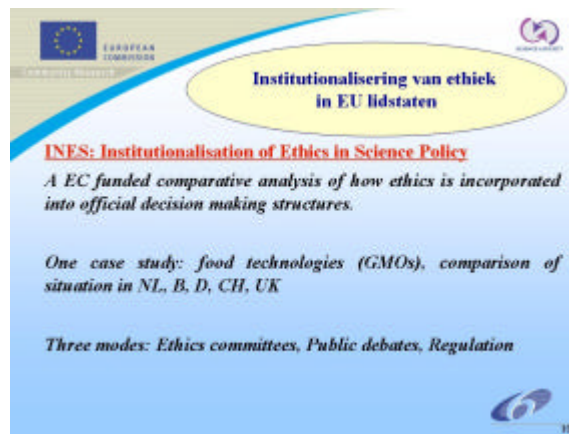 EUROPEAN
COMMISSION
Community Research
Institutionalisering van ethiek
in EU lidstaten
INES: Institutionalisation of Ethics in Science Policy
A EC funded comparative analysis of how ethics is incorporated
into official decision making structures.
One case study: food technologies (GMOs), comparison of
situation in NL, B, D, CH, UK
Three modes: Ethics committees, Public debates, Regulation
6